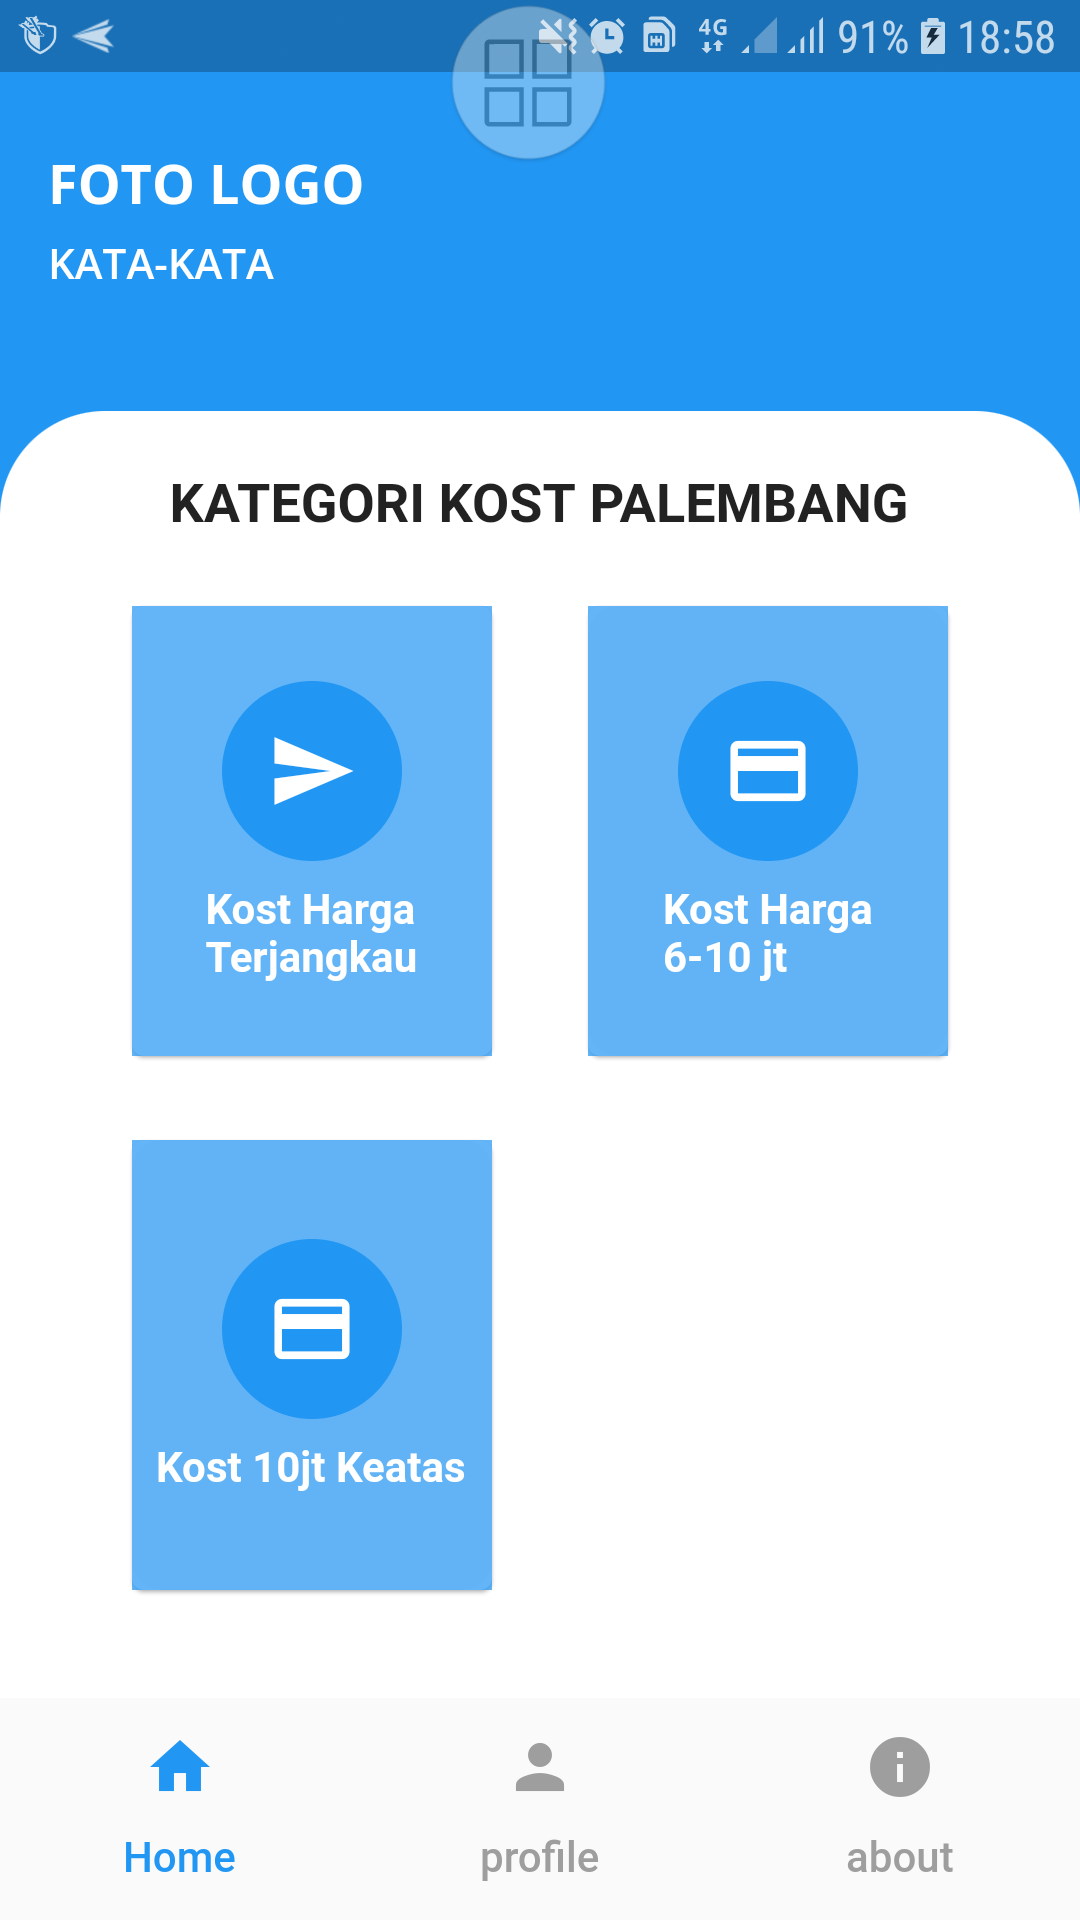 4G 91% 18:58
FOTO LOGO
KATA-KATA
KATEGORI KOST PALEMBANG
Kost Harga
Terjangkau
Kost Harga
6-10 jt
Kost 10jt Keatas
Home profile about